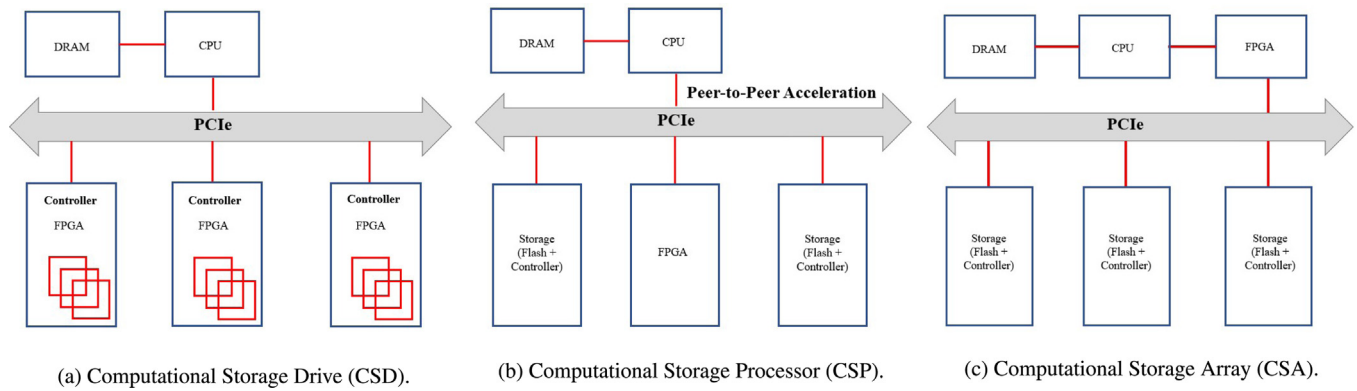 DRAM
CPU
PCIe
Controller
FPGA
Controller
FPGA
Controller
FPGA
(a) Computational Storage Drive (CSD).
DRAM
CPU
Peer-to-Peer Acceleration
PCIe
Storage
(Flash +
Controller)
FPGA
Storage
(Flash +
Controller)
(b) Computational Storage Processor (CSP).
DRAM
CPU
FPGA
PCIe
Storage
(Flash +
Controller)
Storage
(Flash +
Controller)
Storage
(Flash +
Controller)
(c) Computational Storage Array (CSA).